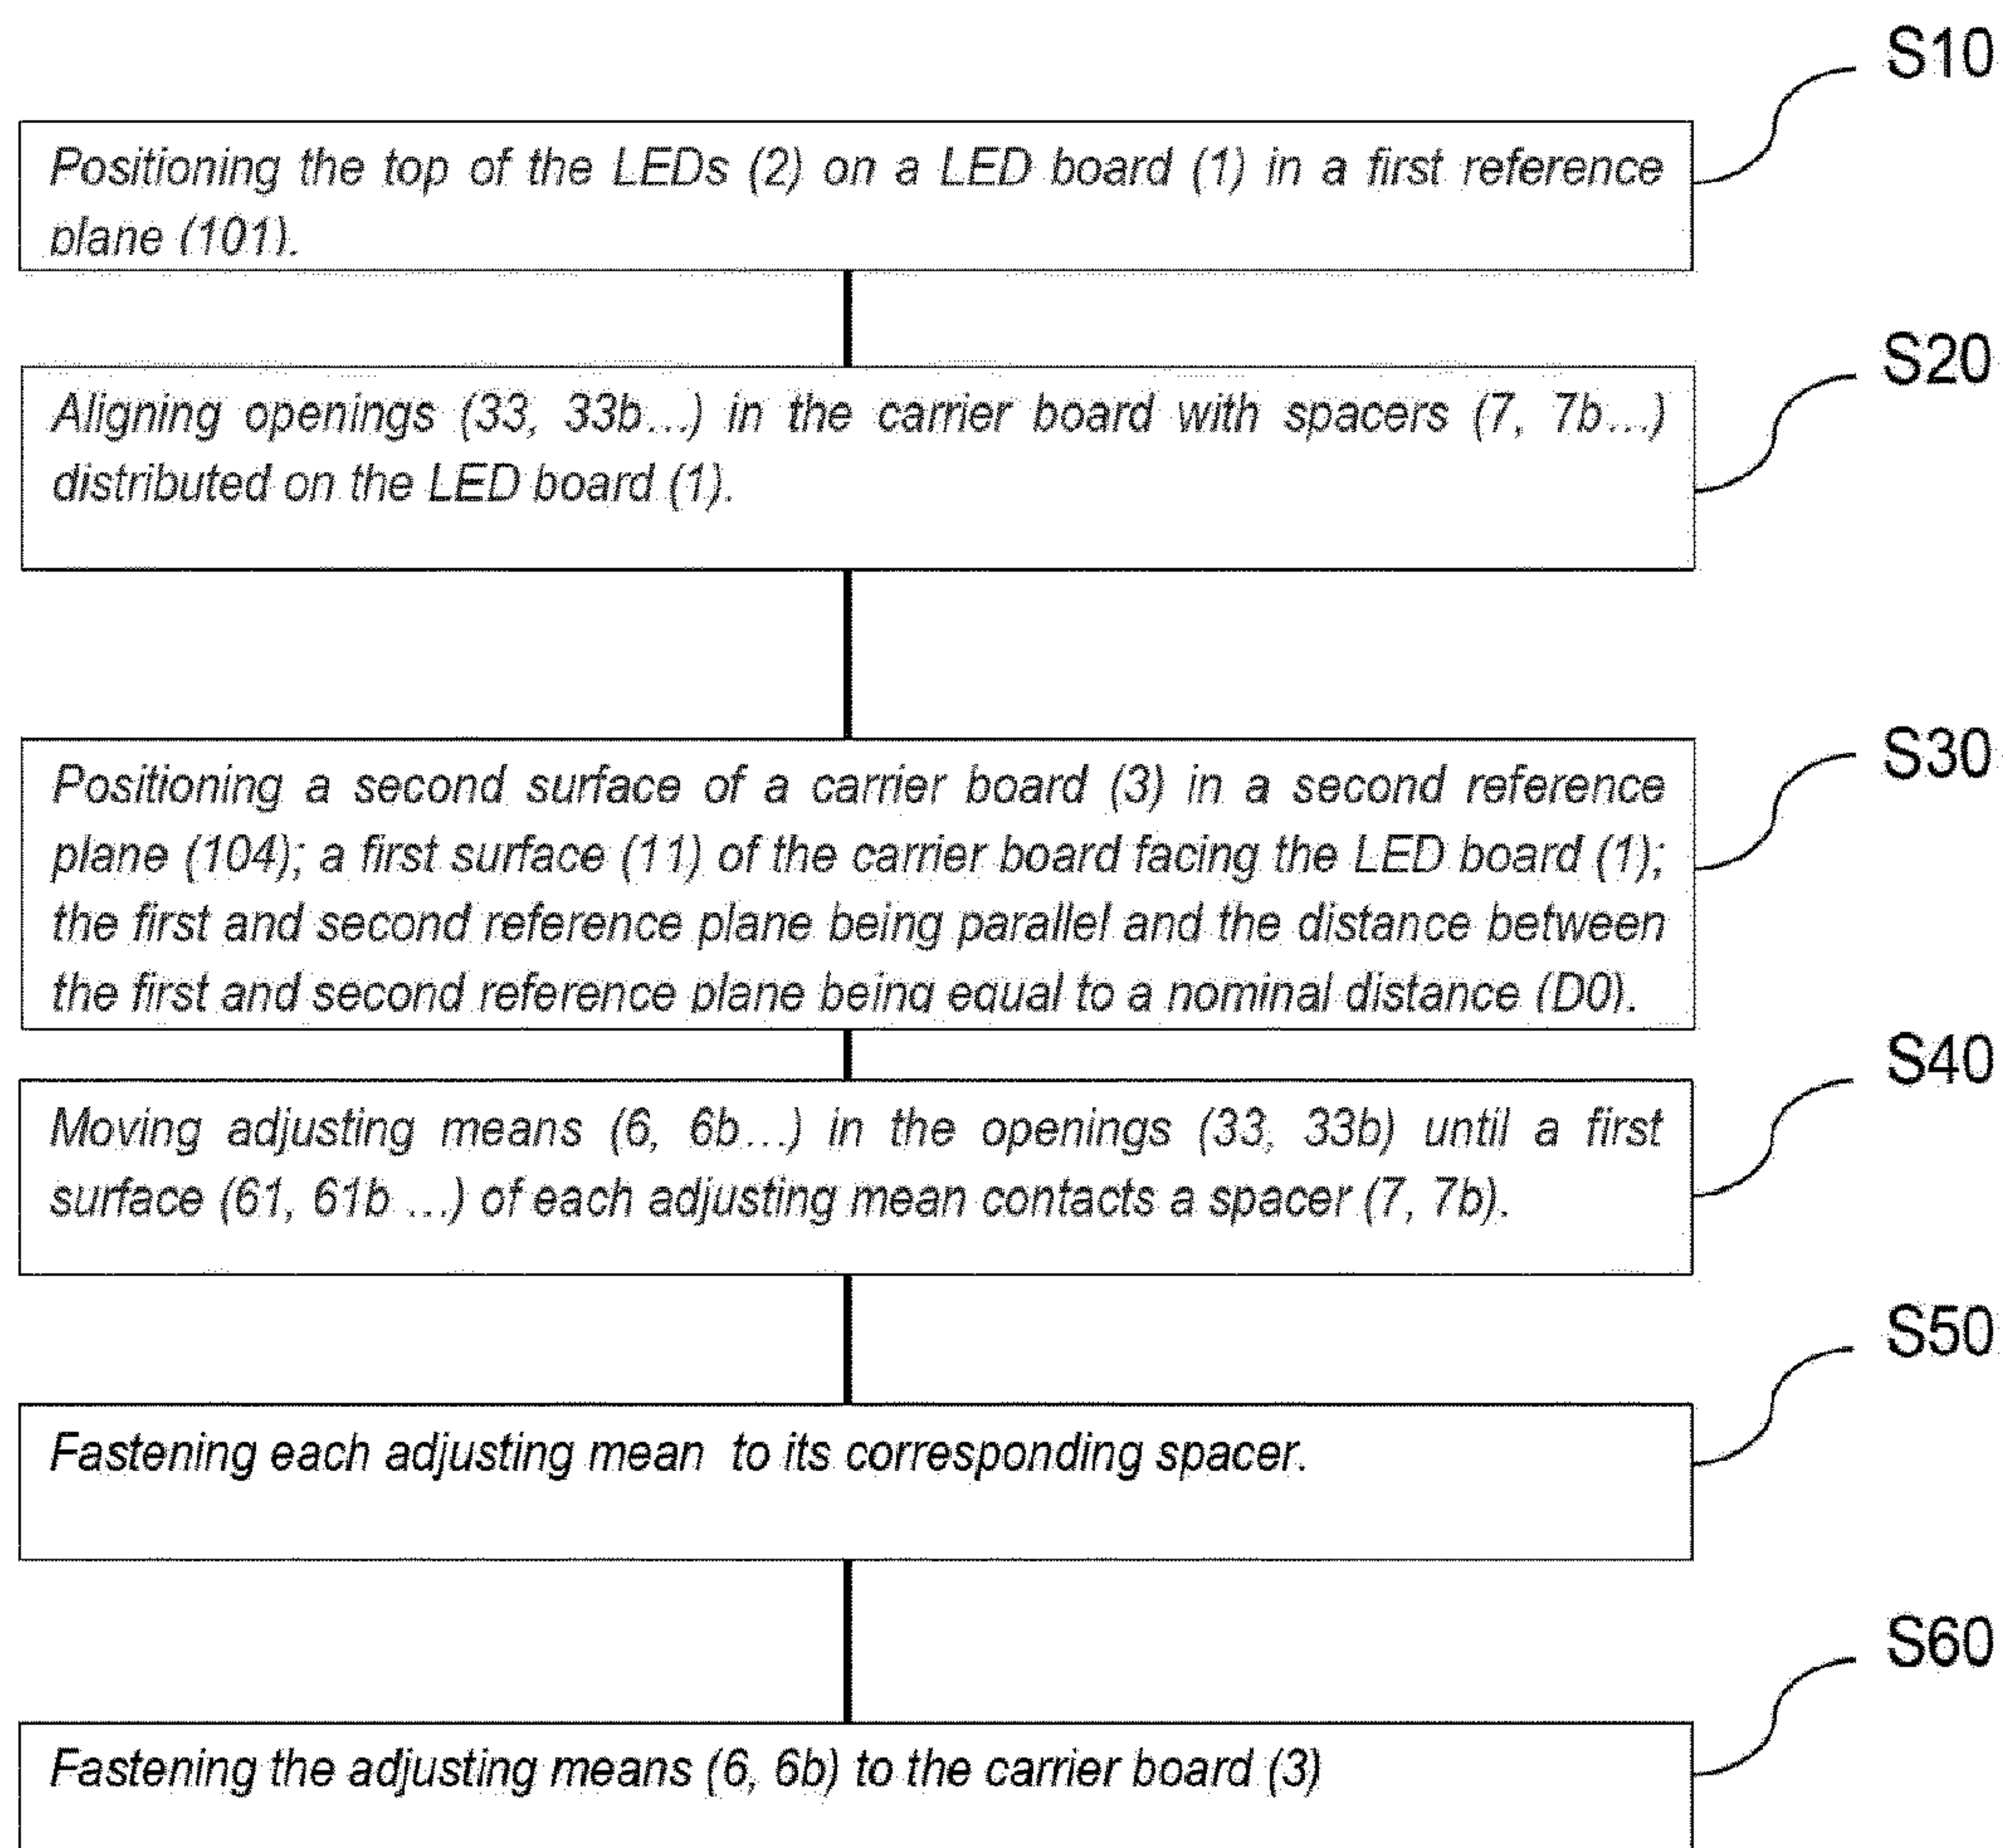 S10
Positioning the top of the LEDs (2) on a LED board (1) in a first reference
plane (101).
S20
Aligning openings (33, 33b...) in the carrier board with spacers (7, 7b...)
distributed on the LED board (1).
S30
Positioning a second surface of a carrier board (3) in a second reference
plane (104); a first surface (11) of the carrier board facing the LED board (1);
the first and second reference plane being parallel and the distance between
the first and second reference plane being equal to a nominal distance (D0).
S40
Moving adjusting means (6, 6b...) in the openings (33, 33b) until a first
surface (61, 61b ...) of each adjusting mean contacts a spacer (7, 7b).
S50
Fastening each adjusting mean to its corresponding spacer.
S60
Fastening the adjusting means (6, 6b) to the carrier board (3)